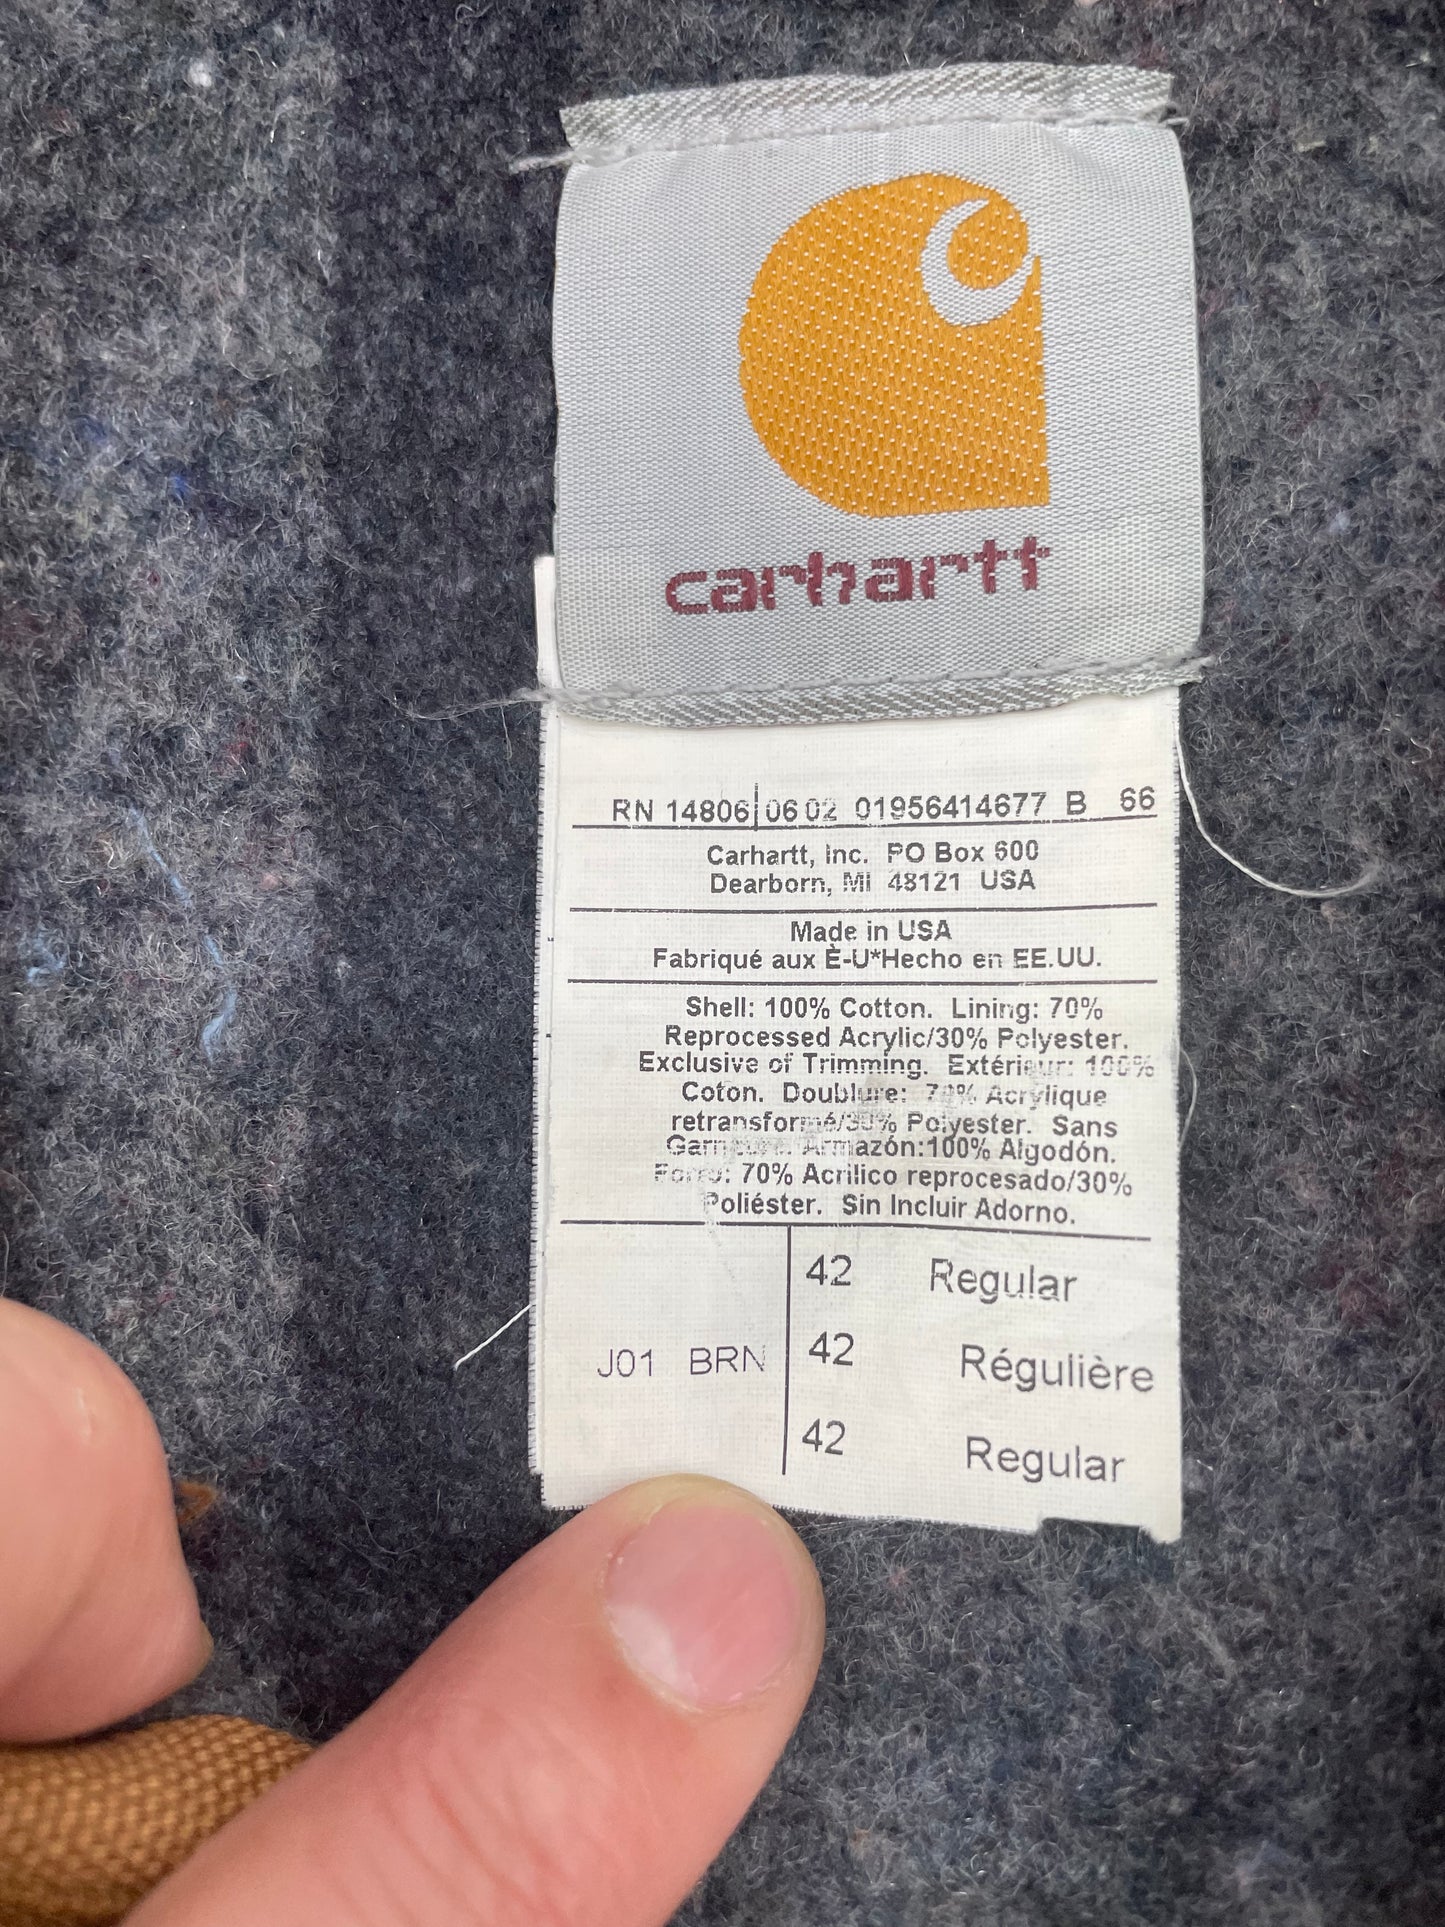 carhartt
RN 14806 06 02 01956414677 B 66
Carhartt, Inc. PO Box 600
Dearborn, MI 48121 USA
Made in USA
Fabriqué aux È-U*Hecho en EE.UU.
Shell: 100% Cotton. Lining: 70%
Reprocessed Acrylic/30% Polyester.
Exclusive of Trimming. Extérieur: 100%
Coton. Doublure: 70% Acrylique
retransformé/30% Polyester. Sans
Garniture. Armazón:100% Algodón.
Forro: 70% Acrilico reprocesado/30%
Poliéster. Sin Incluir Adorno.
42 Regular
J01 BRN 42 Régulière
42 Regular